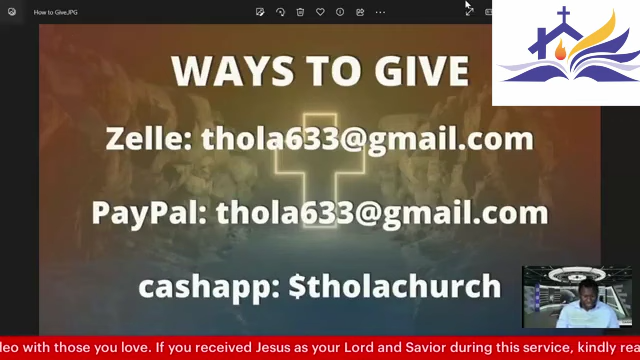 How to Give.JPG
WAYS TO GIVE
Zelle: thola633@gmail.com
PayPal: thola633@gmail.com
cashapp: $tholachurch
deo with those you love. If you received Jesus as your Lord and Savior during this service, kindly rea